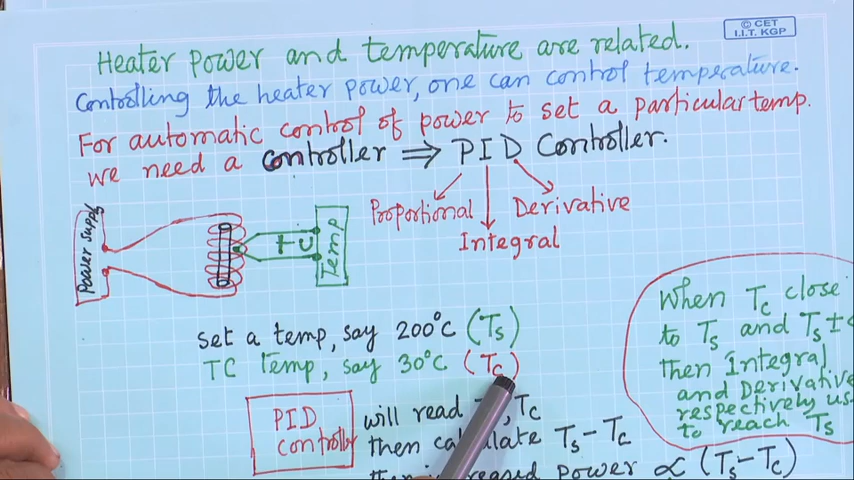 © CET
I.I.T. KGP
Heater power and temperature are related.
Controlling the heater power, one can control temperature.
For automatic control of power to set a particular temp.
we need a controller ⇒ PID Controller.
Proportional
Integral
Derivative
Power Supply
TC
Temp
set a temp, say 200°C (Ts)
TC Temp, say 30°C (Tc)
PID
controller
will read Tc
then calculate Ts-Tc
power ∝ (Ts-Tc)
When Tc close
to Ts and Ts ±
then Integral
and Derivative
respectively
to reach Ts